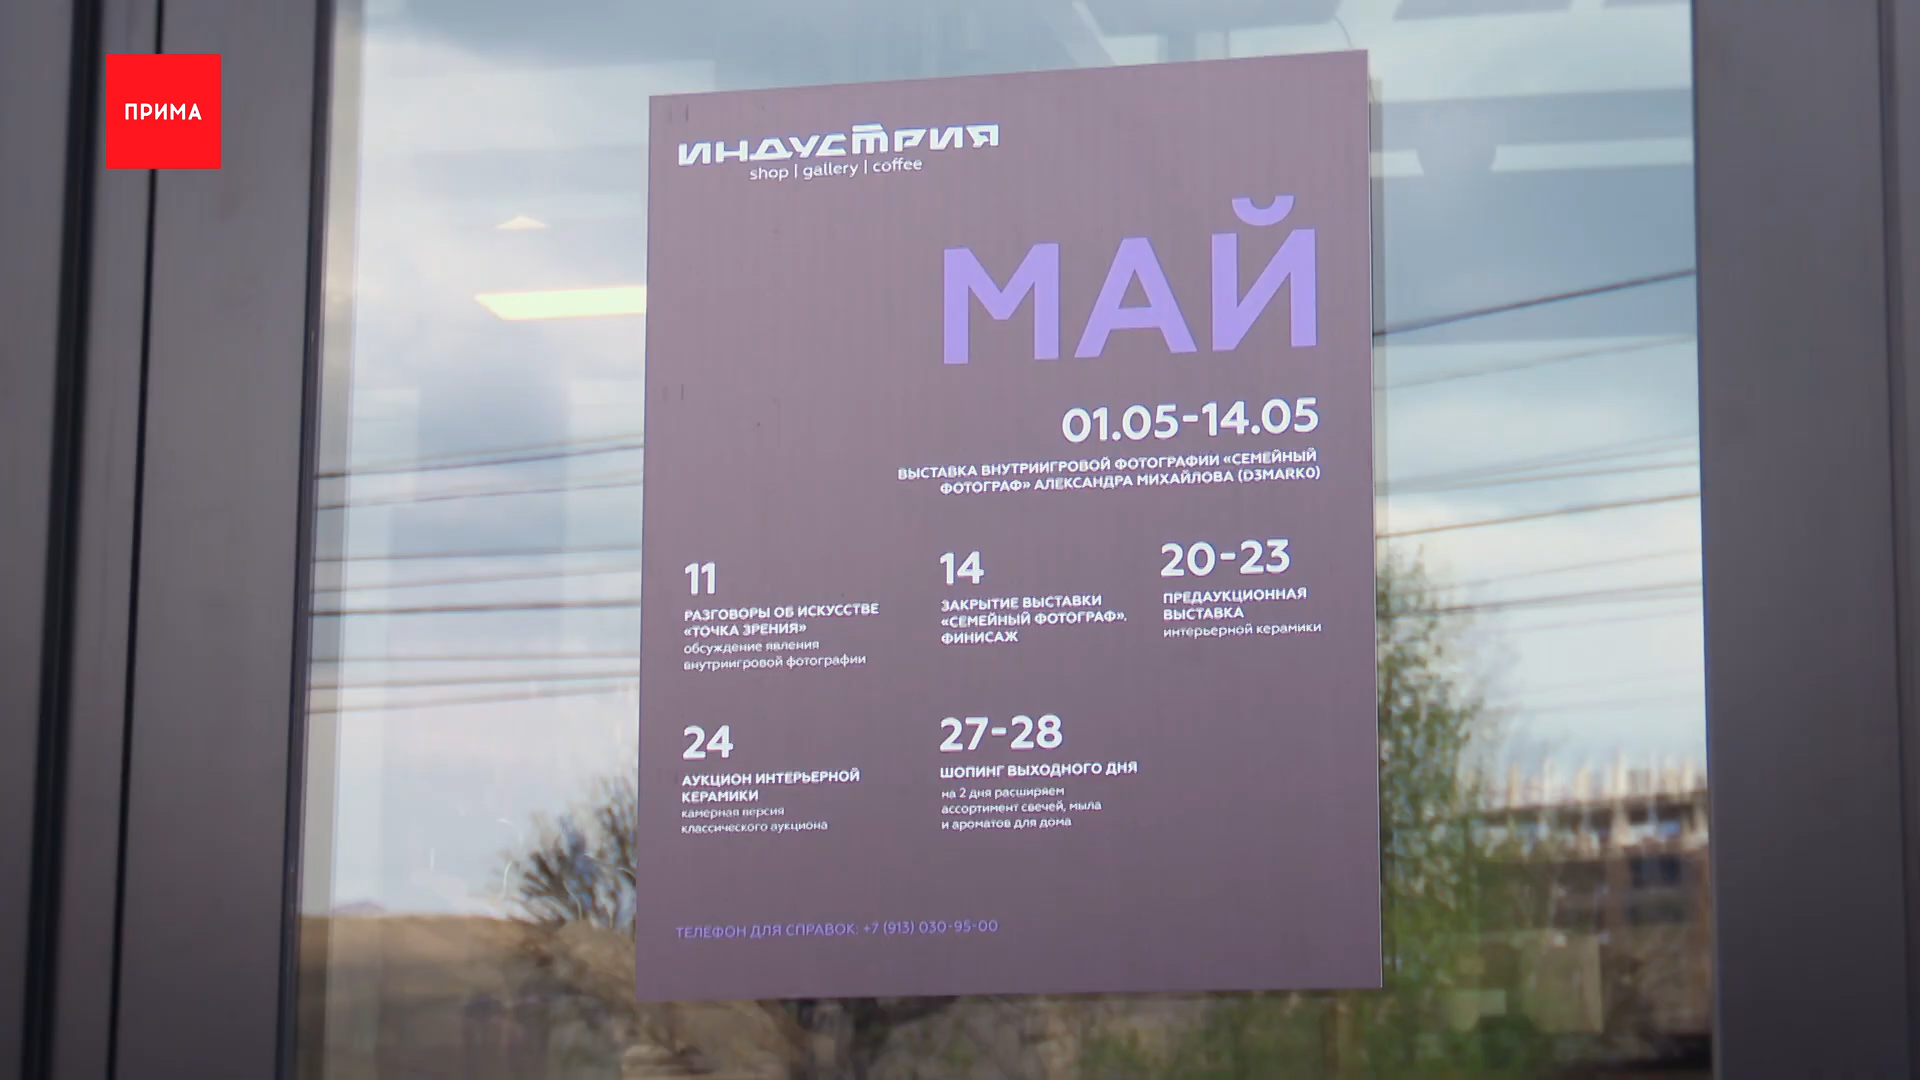 ПРИМА
ИНДУСТРИЯ
shop | gallery | coffee
МАЙ
01.05-14.05
ВЫСТАВКА ВНУТРИИГРОВОЙ ФОТОГРАФИИ «СЕМЕЙНЫЙ
ФОТОГРАФ» АЛЕКСАНДРА МИХАЙЛОВА (D3MARK0)
11
РАЗГОВОРЫ ОБ ИСКУССТВЕ
«ТОЧКА ЗРЕНИЯ»
обсуждение явления
внутриигровой фотографии
14
ЗАКРЫТИЕ ВЫСТАВКИ
«СЕМЕЙНЫЙ ФОТОГРАФ».
ФИНИСАЖ
20-23
ПРЕДАУКЦИОННАЯ
ВЫСТАВКА
интерьерной керамики
24
АУКЦИОН ИНТЕРЬЕРНОЙ
КЕРАМИКИ
камерная версия
классического аукциона
27-28
ШОПИНГ ВЫХОДНОГО ДНЯ
на 2 дня расширяем
ассортимент свечей, мыла
и ароматов для дома
ТЕЛЕФОН ДЛЯ СПРАВОК: +7 (913) 030-95-00